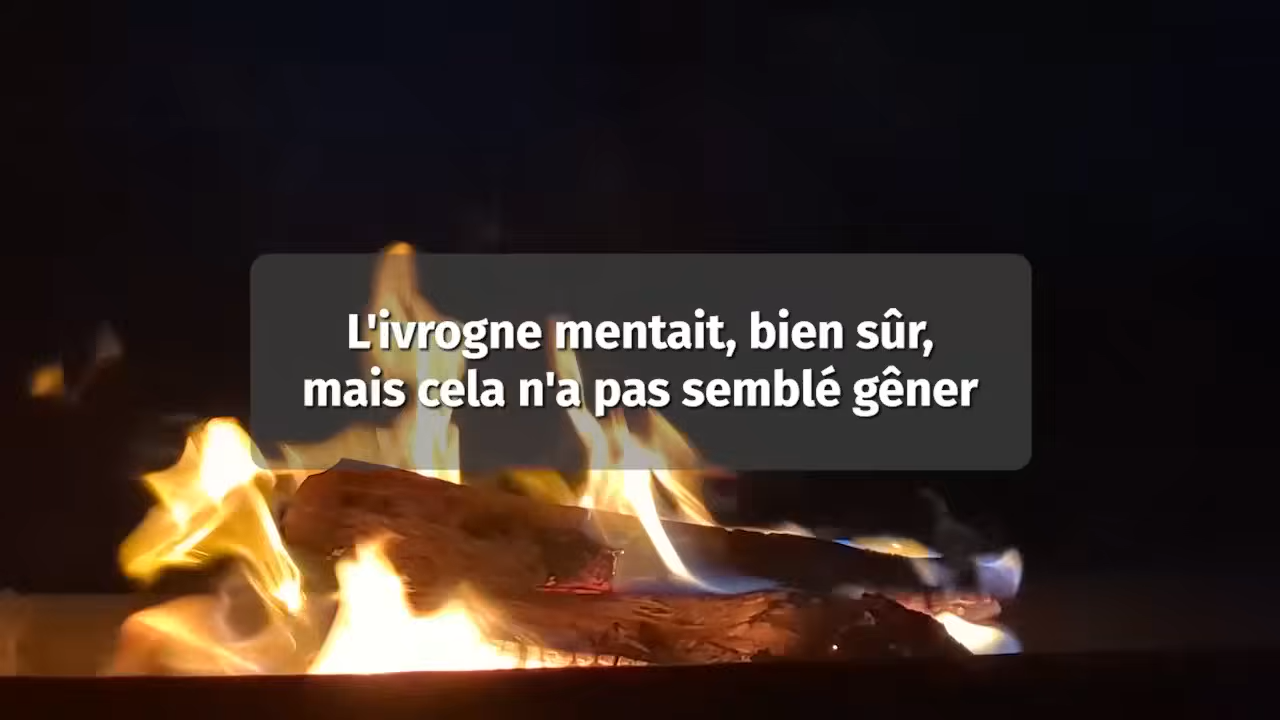 L'ivrogne mentait, bien sûr,
mais cela n'a pas semblé gêner